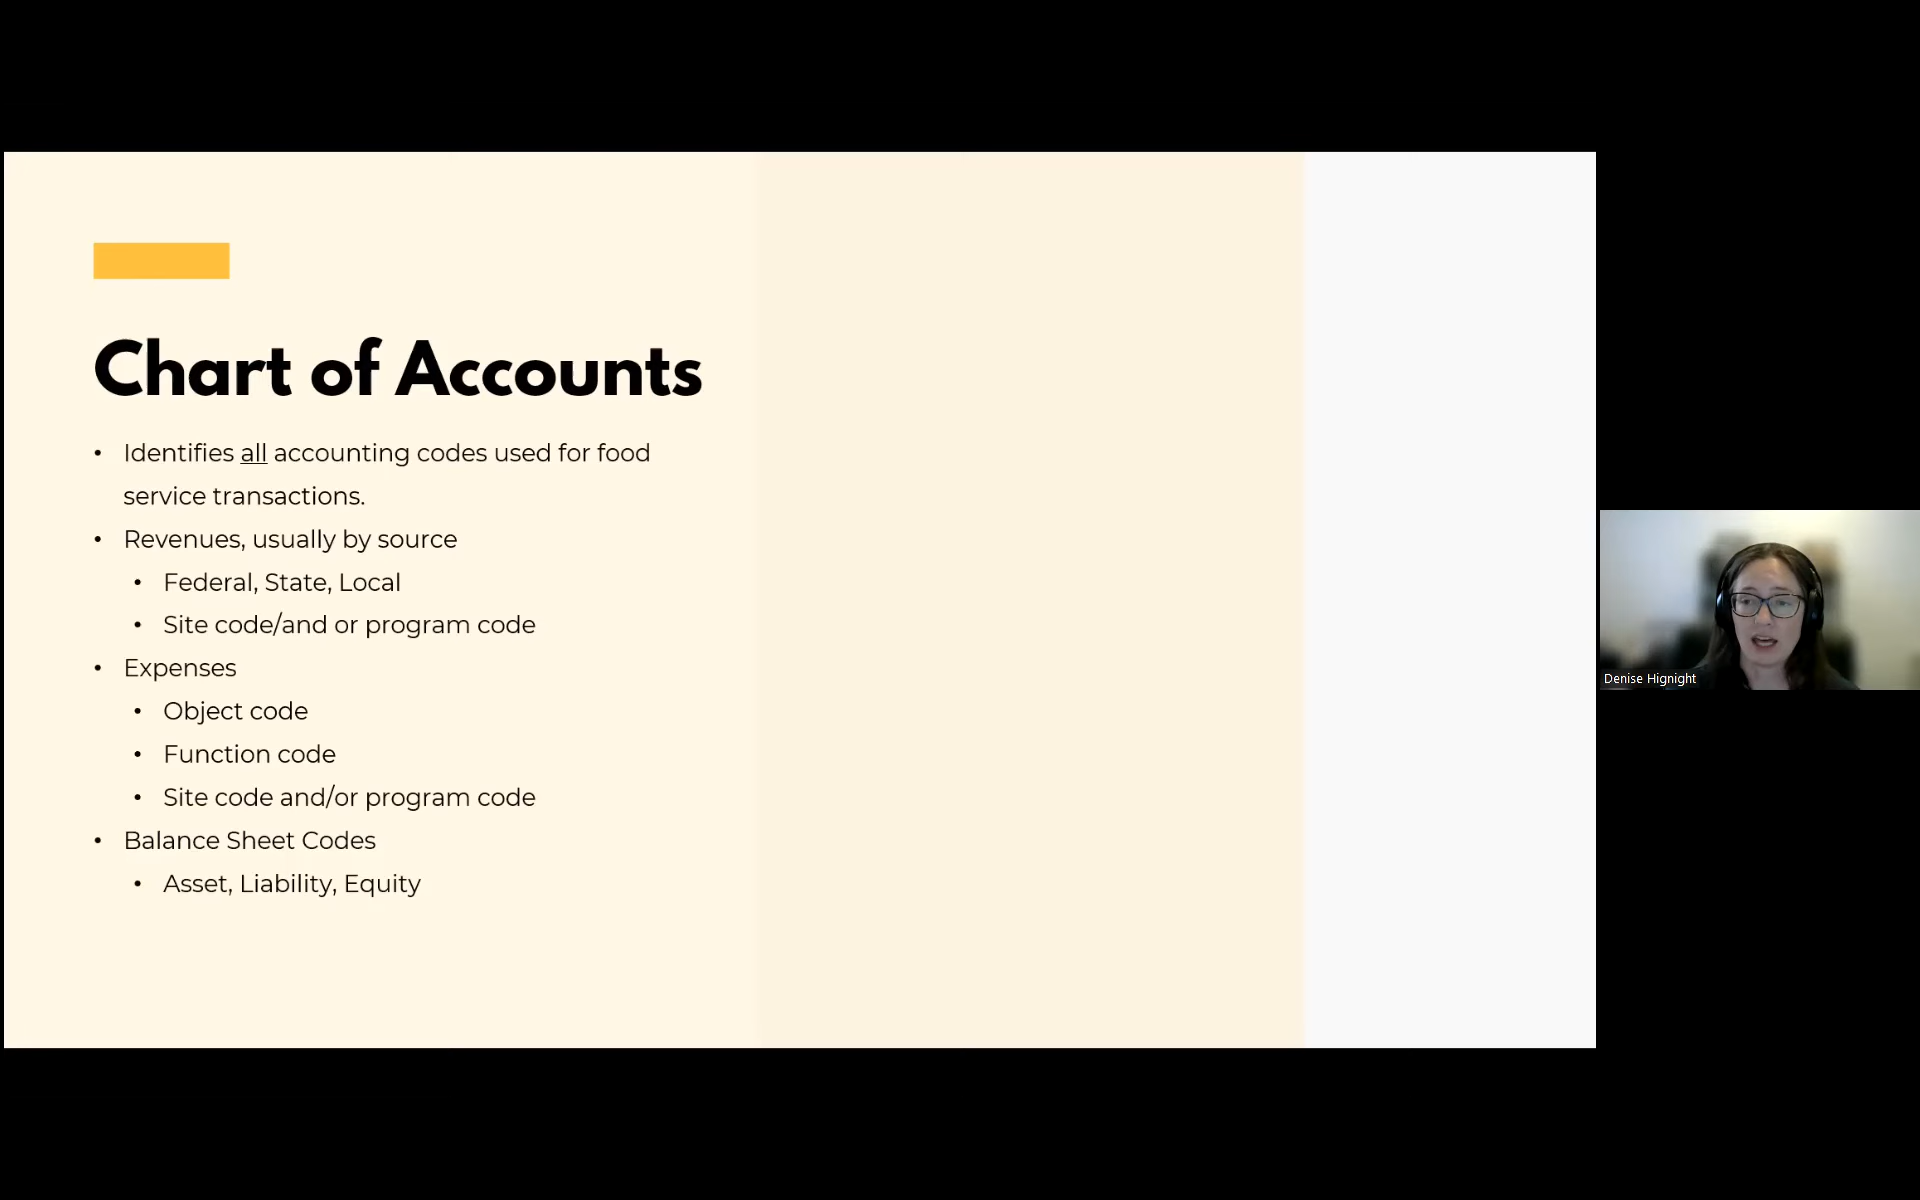 Chart of Accounts
• Identifies all accounting codes used for food
service transactions.
• Revenues, usually by source
• Federal, State, Local
• Site code/and or program code
• Expenses
• Object code
• Function code
• Site code and/or program code
• Balance Sheet Codes
• Asset, Liability, Equity
Denise Hignight